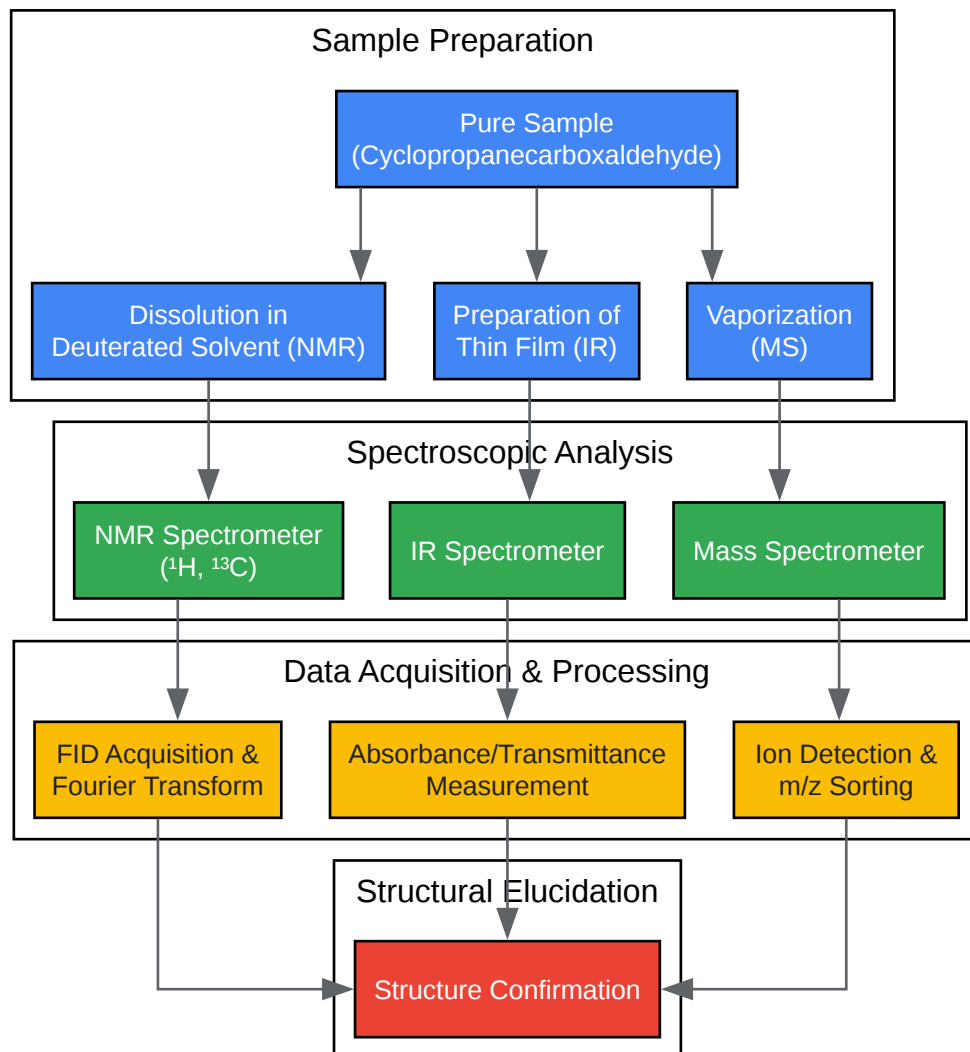 Sample Preparation
Pure Sample
(Cyclopropanecarboxaldehyde)
Dissolution in
Deuterated Solvent (NMR)
Preparation of
Thin Film (IR)
Vaporization
(MS)
Spectroscopic Analysis
NMR Spectrometer
(¹H, ¹³C)
IR Spectrometer
Mass Spectrometer
Data Acquisition & Processing
FID Acquisition &
Fourier Transform
Absorbance/Transmittance
Measurement
Ion Detection &
m/z Sorting
Structural Elucidation
Structure Confirmation